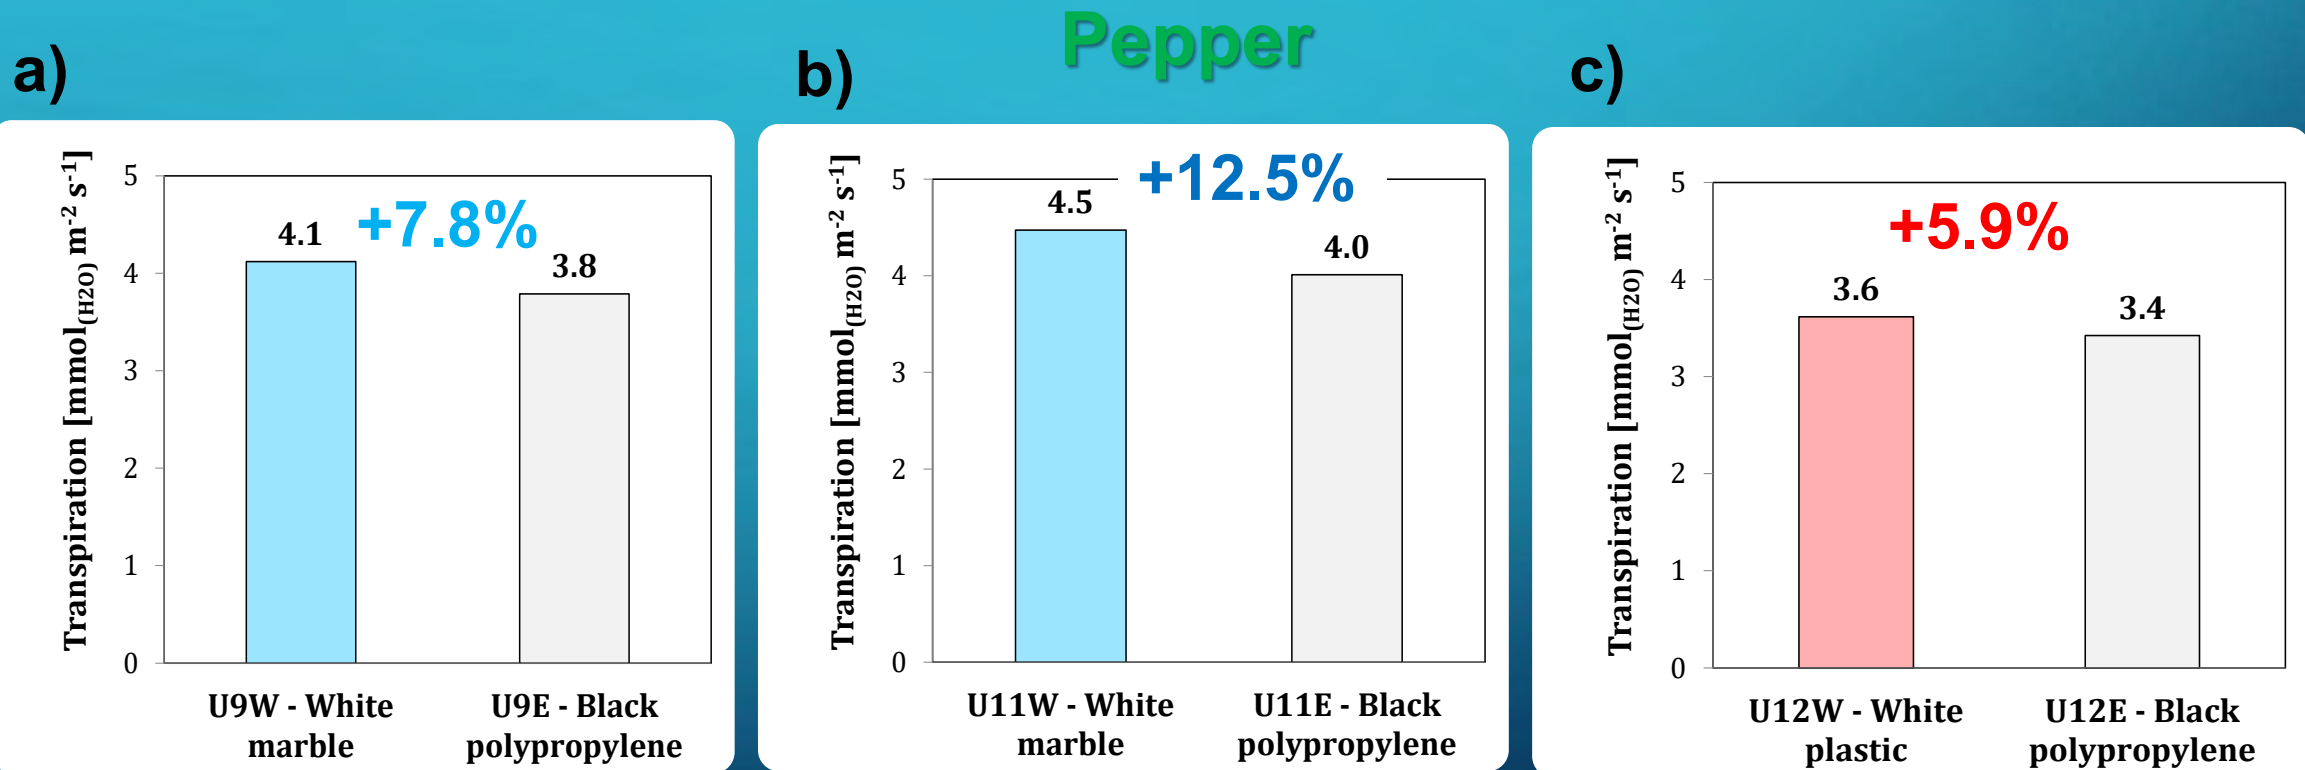 Pepper
a)
Transpiration [mmol(H2O) m-2 s-1]
5
4
3
2
1
0
4.1
+7.8%
3.8
U9W - White
marble
U9E - Black
polypropylene
b)
Transpiration [mmol(H2O) m-2 s-1]
5
4
3
2
1
0
+12.5%
4.5
4.0
U11W - White
marble
U11E - Black
polypropylene
c)
Transpiration [mmol(H2O) m-2 s-1]
5
4
3
2
1
0
+5.9%
3.6
3.4
U12W - White
plastic
U12E - Black
polypropylene